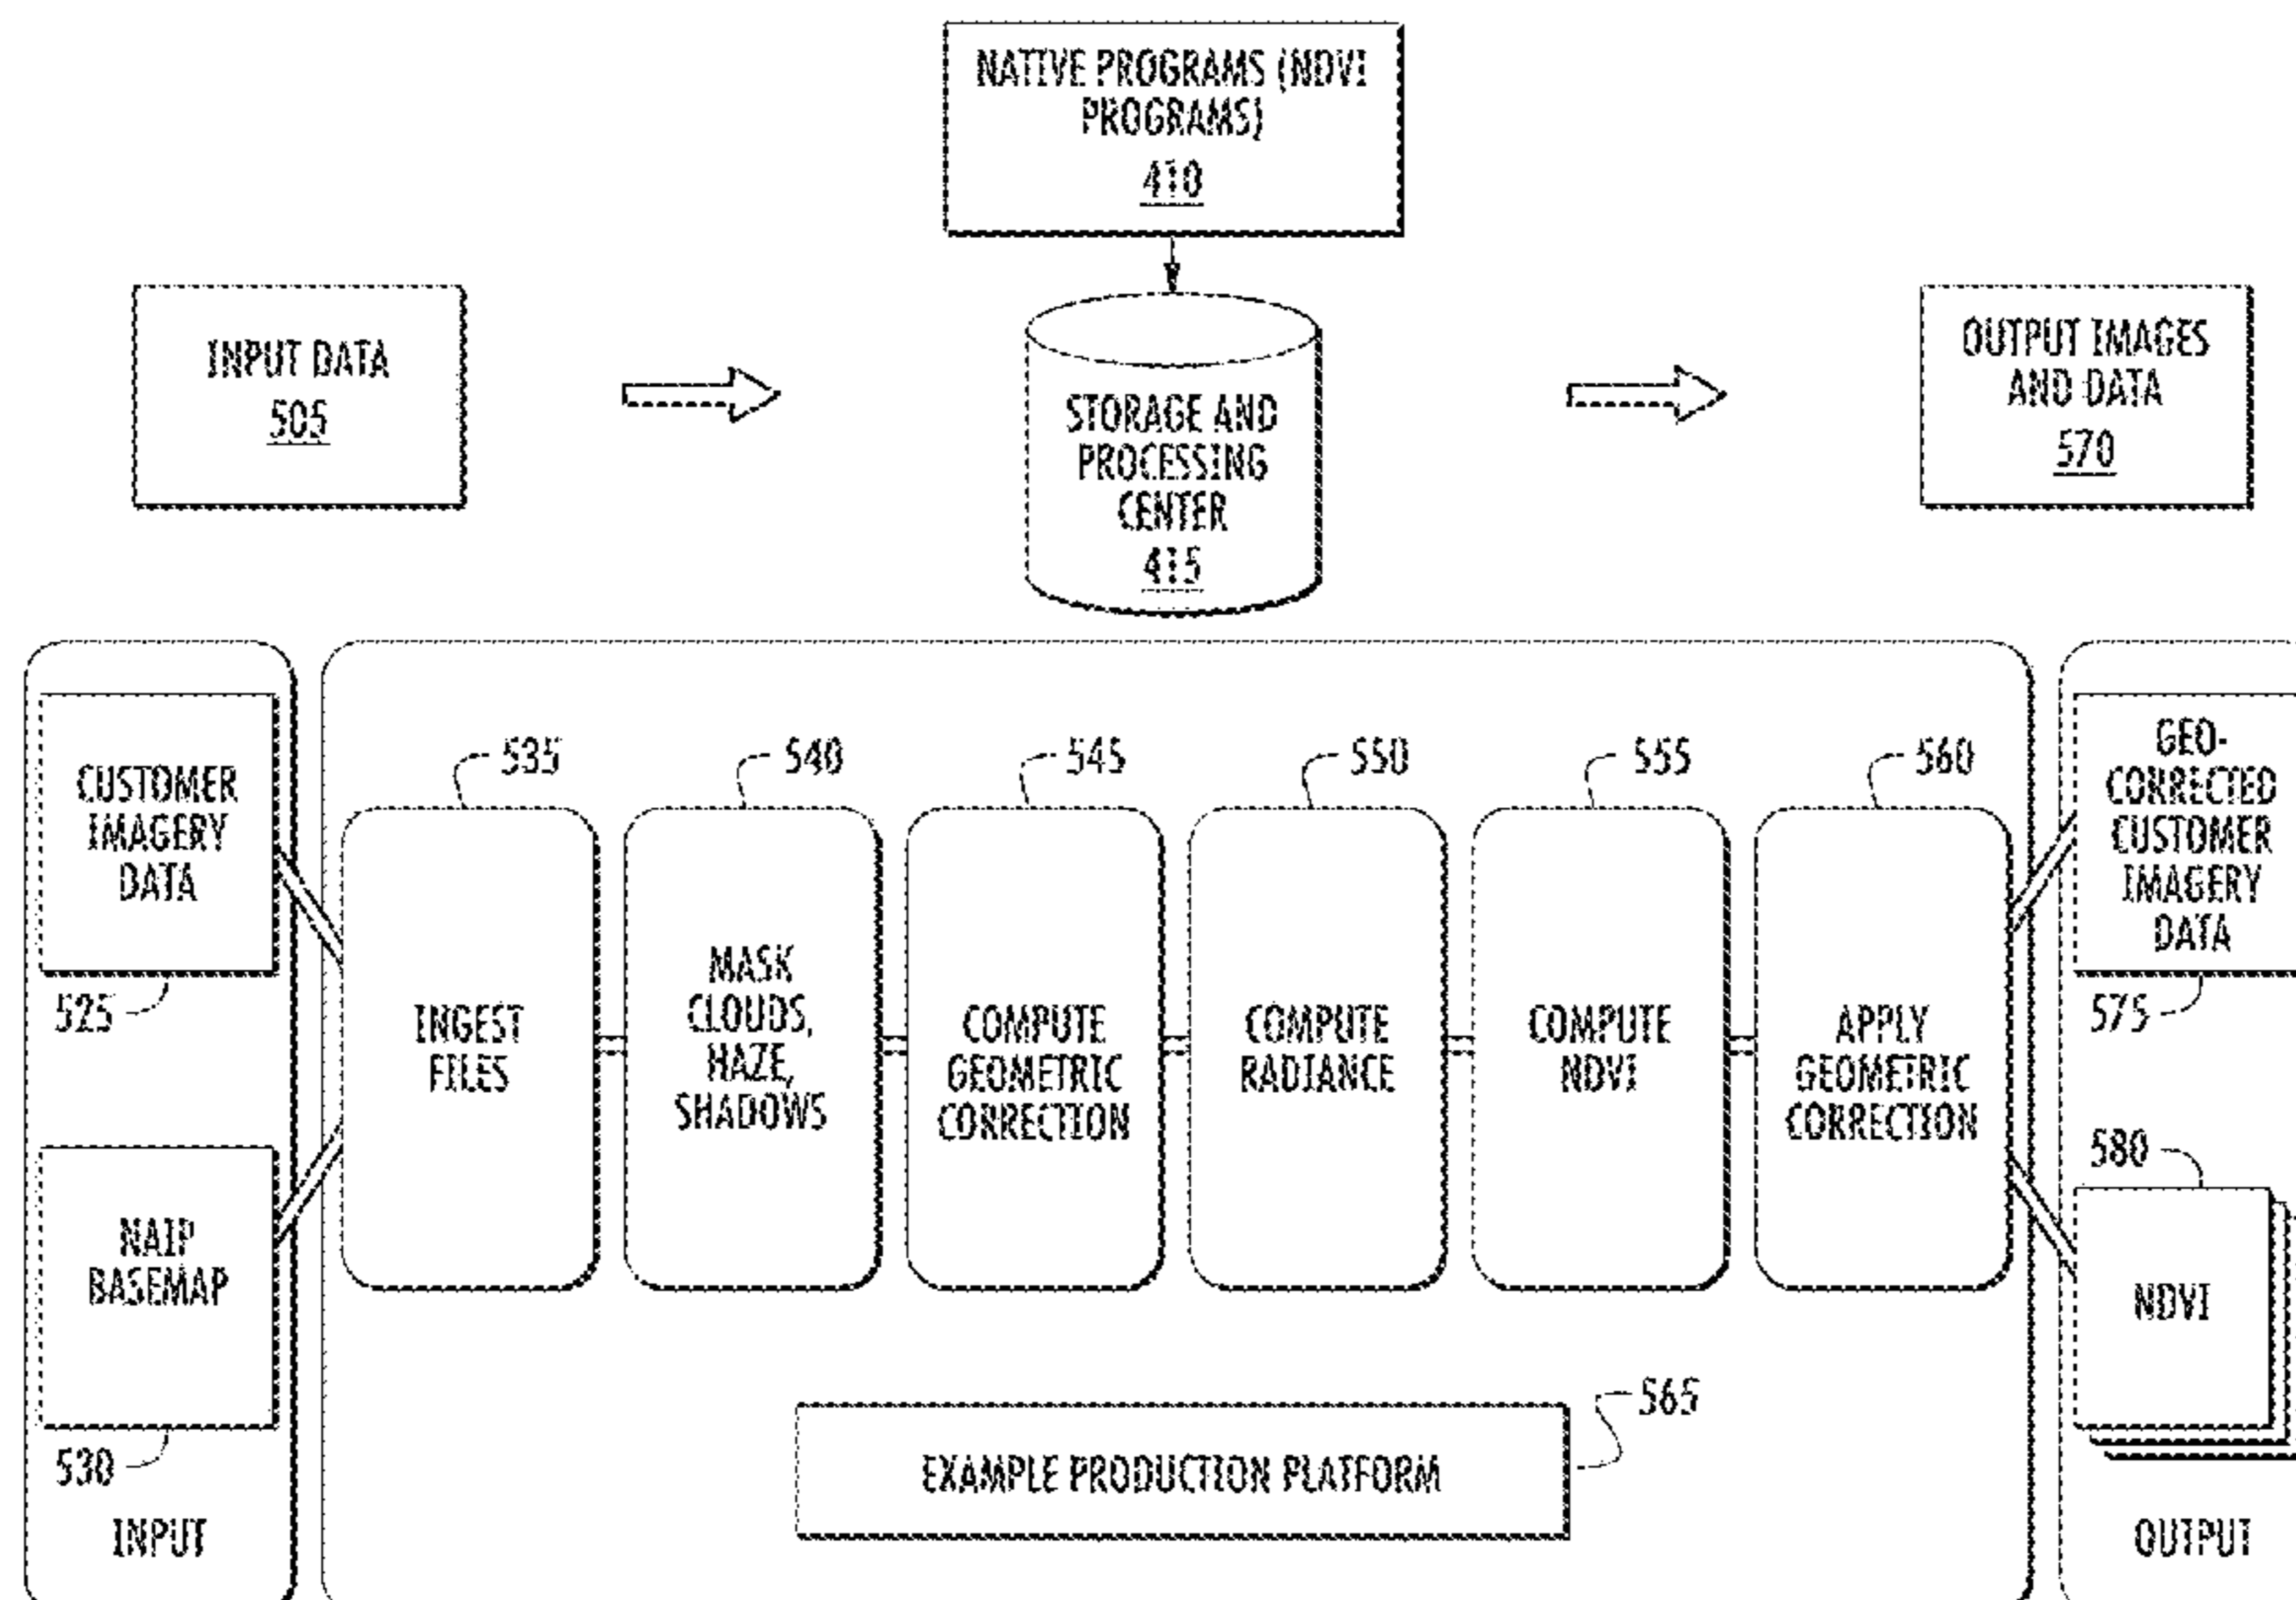 NATIVE PROGRAMS (NDVI
PROGRAMS)
410
INPUT DATA
505
STORAGE AND
PROCESSING
CENTER
415
OUTPUT IMAGES
AND DATA
570
CUSTOMER
IMAGERY
DATA
525
NAIP
BASEMAP
530
INPUT
535
INGEST
FILES
540
MASK
CLOUDS,
HAZE,
SHADOWS
545
COMPUTE
GEOMETRIC
CORRECTION
550
COMPUTE
RADIANCE
555
COMPUTE
NDVI
560
APPLY
GEOMETRIC
CORRECTION
EXAMPLE PRODUCTION PLATFORM
565
GEO-
CORRECTED
CUSTOMER
IMAGERY
DATA
575
580
NDVI
OUTPUT